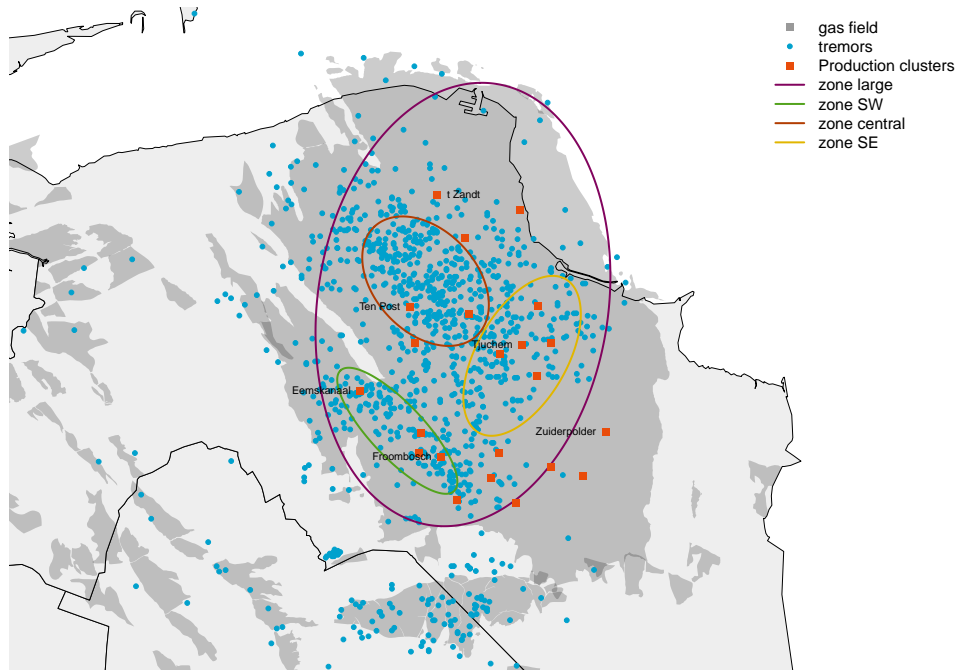 gas field
tremors
Production clusters
zone large
zone SW
zone central
zone SE
t Zandt
Ten Post
Tjuchem
Eemskanaal
Zuiderpolder
Froombosch